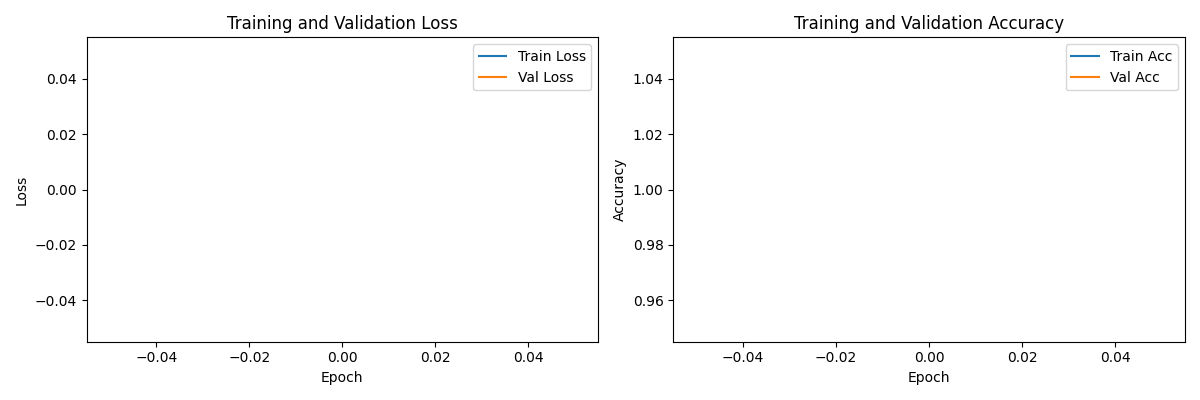 Training and Validation Loss
Train Loss
Val Loss
0.04
0.02
0.00
−0.02
−0.04
Loss
−0.04 −0.02 0.00 0.02 0.04
Epoch
Training and Validation Accuracy
Train Acc
Val Acc
1.04
1.02
1.00
0.98
0.96
Accuracy
−0.04 −0.02 0.00 0.02 0.04
Epoch